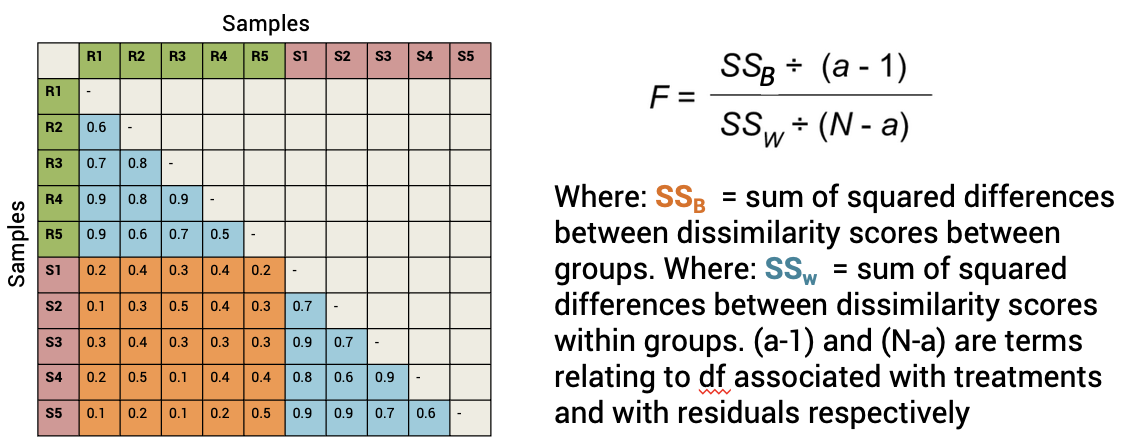 Samples
R1 R2 R3 R4 R5 S1 S2 S3 S4 S5
R1 -
R2 0.6 -
R3 0.7 0.8 -
R4 0.9 0.8 0.9 -
R5 0.9 0.6 0.7 0.5 -
S1 0.2 0.4 0.3 0.4 0.2 -
S2 0.1 0.3 0.5 0.4 0.3 0.7 -
S3 0.3 0.4 0.3 0.3 0.3 0.9 0.7 -
S4 0.2 0.5 0.1 0.4 0.4 0.8 0.6 0.9 -
S5 0.1 0.2 0.1 0.2 0.5 0.9 0.9 0.7 0.6 -
Samples
SSB ÷ (a - 1)
F =
SSW ÷ (N - a)
Where: SSB = sum of squared differences
between dissimilarity scores between
groups. Where: SSw = sum of squared
differences between dissimilarity scores
within groups. (a-1) and (N-a) are terms
relating to df associated with treatments
and with residuals respectively